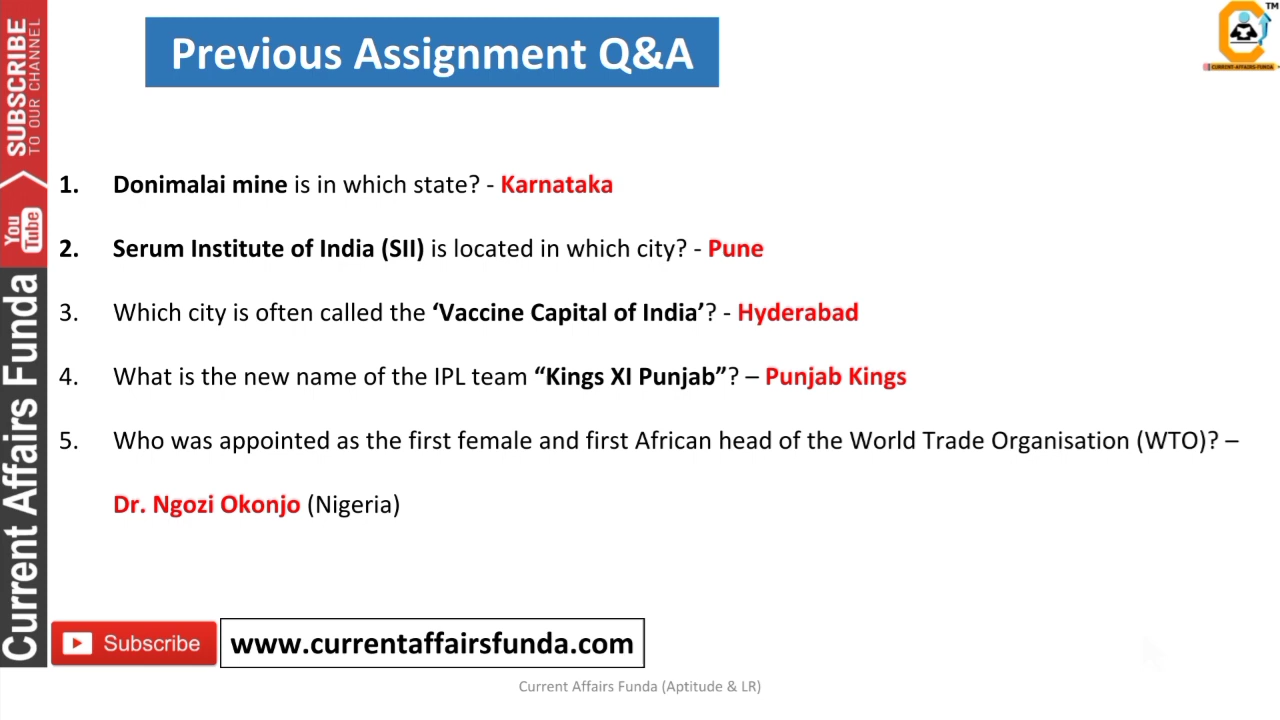 Previous Assignment Q&A
TM
CURRENT-AFFAIRS-FUNDA
SUBSCRIBE
TO OUR CHANNEL
You
Tube
Current Affairs Funda
1. Donimalai mine is in which state? - Karnataka
2. Serum Institute of India (SII) is located in which city? - Pune
3. Which city is often called the ‘Vaccine Capital of India’? - Hyderabad
4. What is the new name of the IPL team “Kings XI Punjab”? – Punjab Kings
5. Who was appointed as the first female and first African head of the World Trade Organisation (WTO)? –
Dr. Ngozi Okonjo (Nigeria)
Subscribe
www.currentaffairsfunda.com
Current Affairs Funda (Aptitude & LR)